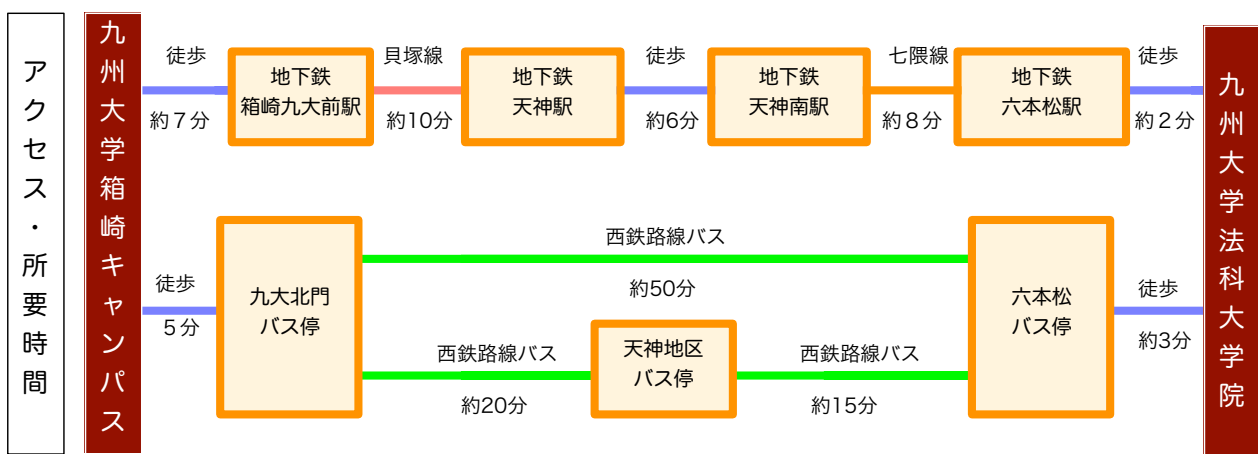 アクセス・所要時間
九州大学箱崎キャンパス
徒歩
約７分
地下鉄
箱崎九大前駅
貝塚線
約10分
地下鉄
天神駅
徒歩
約6分
地下鉄
天神南駅
七隈線
約８分
地下鉄
六本松駅
徒歩
約２分
徒歩
５分
九大北門
バス停
西鉄路線バス
約50分
西鉄路線バス
約20分
天神地区
バス停
西鉄路線バス
約15分
六本松
バス停
徒歩
約3分
九州大学法科大学院